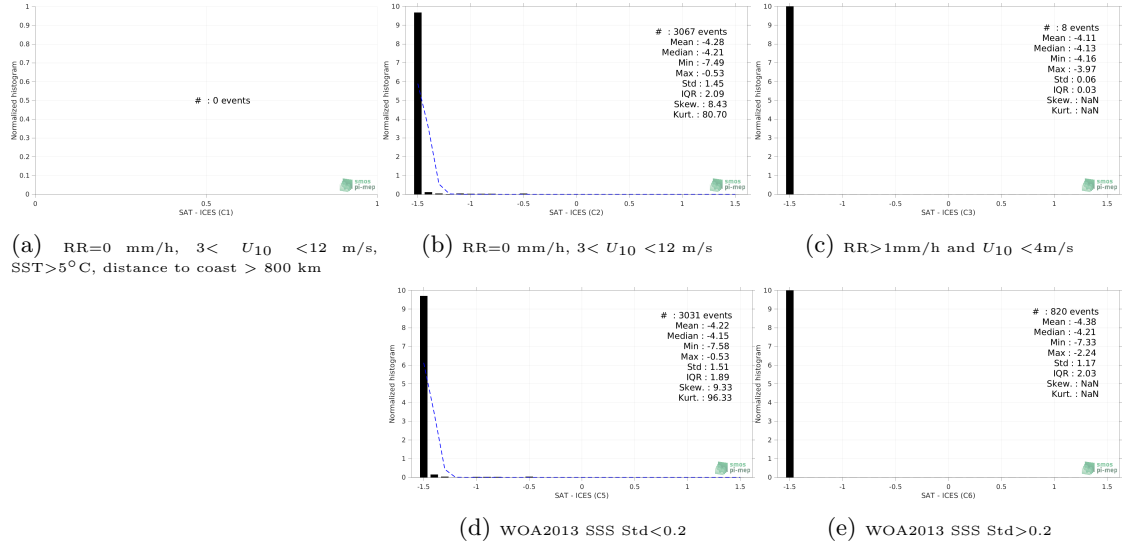 1
0.9
0.8
0.7
0.6
0.5
0.4
0.3
0.2
0.1
0
Normalized histogram
# : 0 events
0 0.5 1
SAT - ICES (C1)
smos
pi-mep
(a) RR=0 mm/h, 3< U10 <12 m/s,
SST>5°C, distance to coast > 800 km
10
9
8
7
6
5
4
3
2
1
0
Normalized histogram
# : 3067 events
Mean : -4.28
Median : -4.21
Min : -7.49
Max : -0.53
Std : 1.45
IQR : 2.09
Skew. : 8.43
Kurt. : 80.70
-1.5 -1 -0.5 0 0.5 1 1.5
SAT - ICES (C2)
smos
pi-mep
(b) RR=0 mm/h, 3< U10 <12 m/s
10
9
8
7
6
5
4
3
2
1
0
Normalized histogram
# : 8 events
Mean : -4.11
Median : -4.13
Min : -4.16
Max : -3.97
Std : 0.06
IQR : 0.03
Skew. : NaN
Kurt. : NaN
-1.5 -1 -0.5 0 0.5 1 1.5
SAT - ICES (C3)
smos
pi-mep
(c) RR>1mm/h and U10 <4m/s
10
9
8
7
6
5
4
3
2
1
0
Normalized histogram
# : 3031 events
Mean : -4.22
Median : -4.15
Min : -7.58
Max : -0.53
Std : 1.51
IQR : 1.89
Skew. : 9.33
Kurt. : 96.33
-1.5 -1 -0.5 0 0.5 1 1.5
SAT - ICES (C5)
smos
pi-mep
(d) WOA2013 SSS Std<0.2
10
9
8
7
6
5
4
3
2
1
0
Normalized histogram
# : 820 events
Mean : -4.38
Median : -4.21
Min : -7.33
Max : -2.24
Std : 1.17
IQR : 2.03
Skew. : NaN
Kurt. : NaN
-1.5 -1 -0.5 0 0.5 1 1.5
SAT - ICES (C6)
smos
pi-mep
(e) WOA2013 SSS Std>0.2